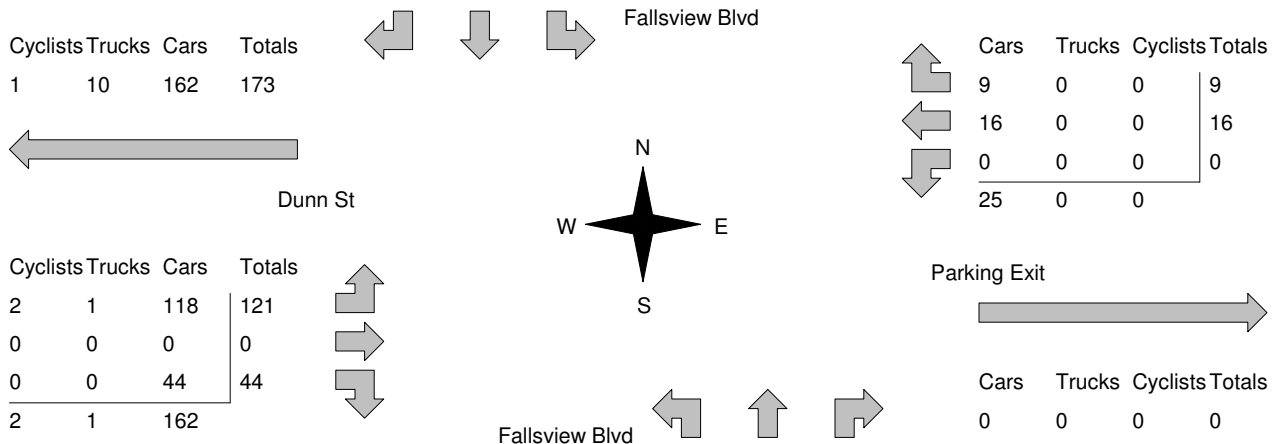 Fallsview Blvd
Cyclists Trucks Cars Totals
1 10 162 173
Cars Trucks Cyclists Totals
9 0 0 9
16 0 0 16
0 0 0 0
25 0 0
N
W E
S
Dunn St
Cyclists Trucks Cars Totals
2 1 118 121
0 0 0 0
0 0 44 44
2 1 162
Parking Exit
Cars Trucks Cyclists Totals
0 0 0 0
Fallsview Blvd